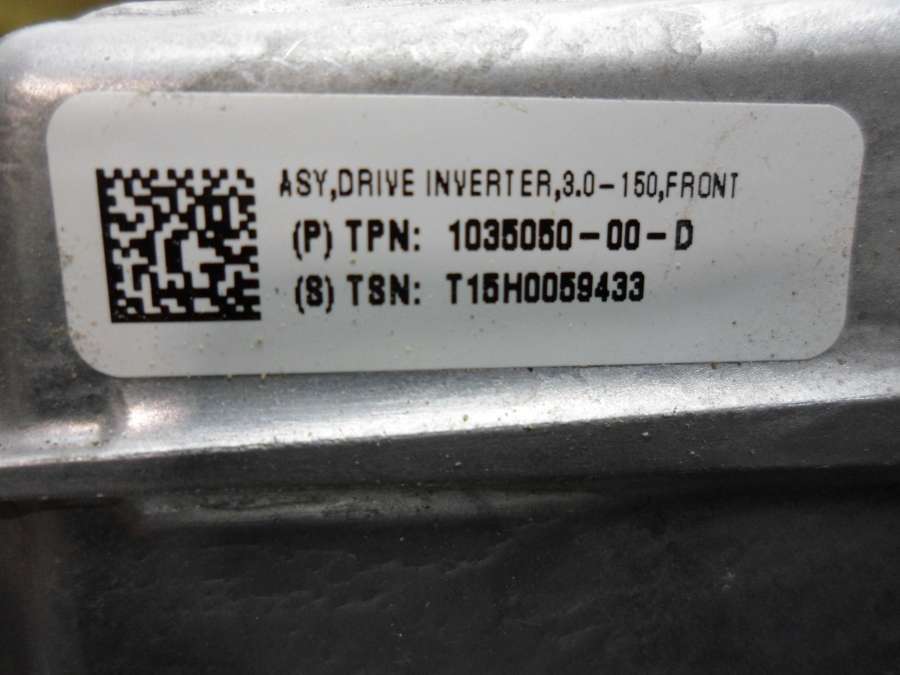 ASY,DRIVE INVERTER,3.0-150,FRONT
(P) TPN: 1035050-00-D
(S) TSN: T15H0059433